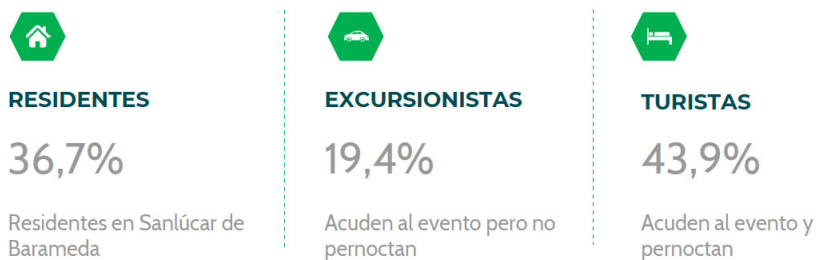 RESIDENTES
36,7%
Residentes en Sanlúcar de
Barameda
EXCURSIONISTAS
19,4%
Acuden al evento pero no
pernoctan
TURISTAS
43,9%
Acuden al evento y
pernoctan